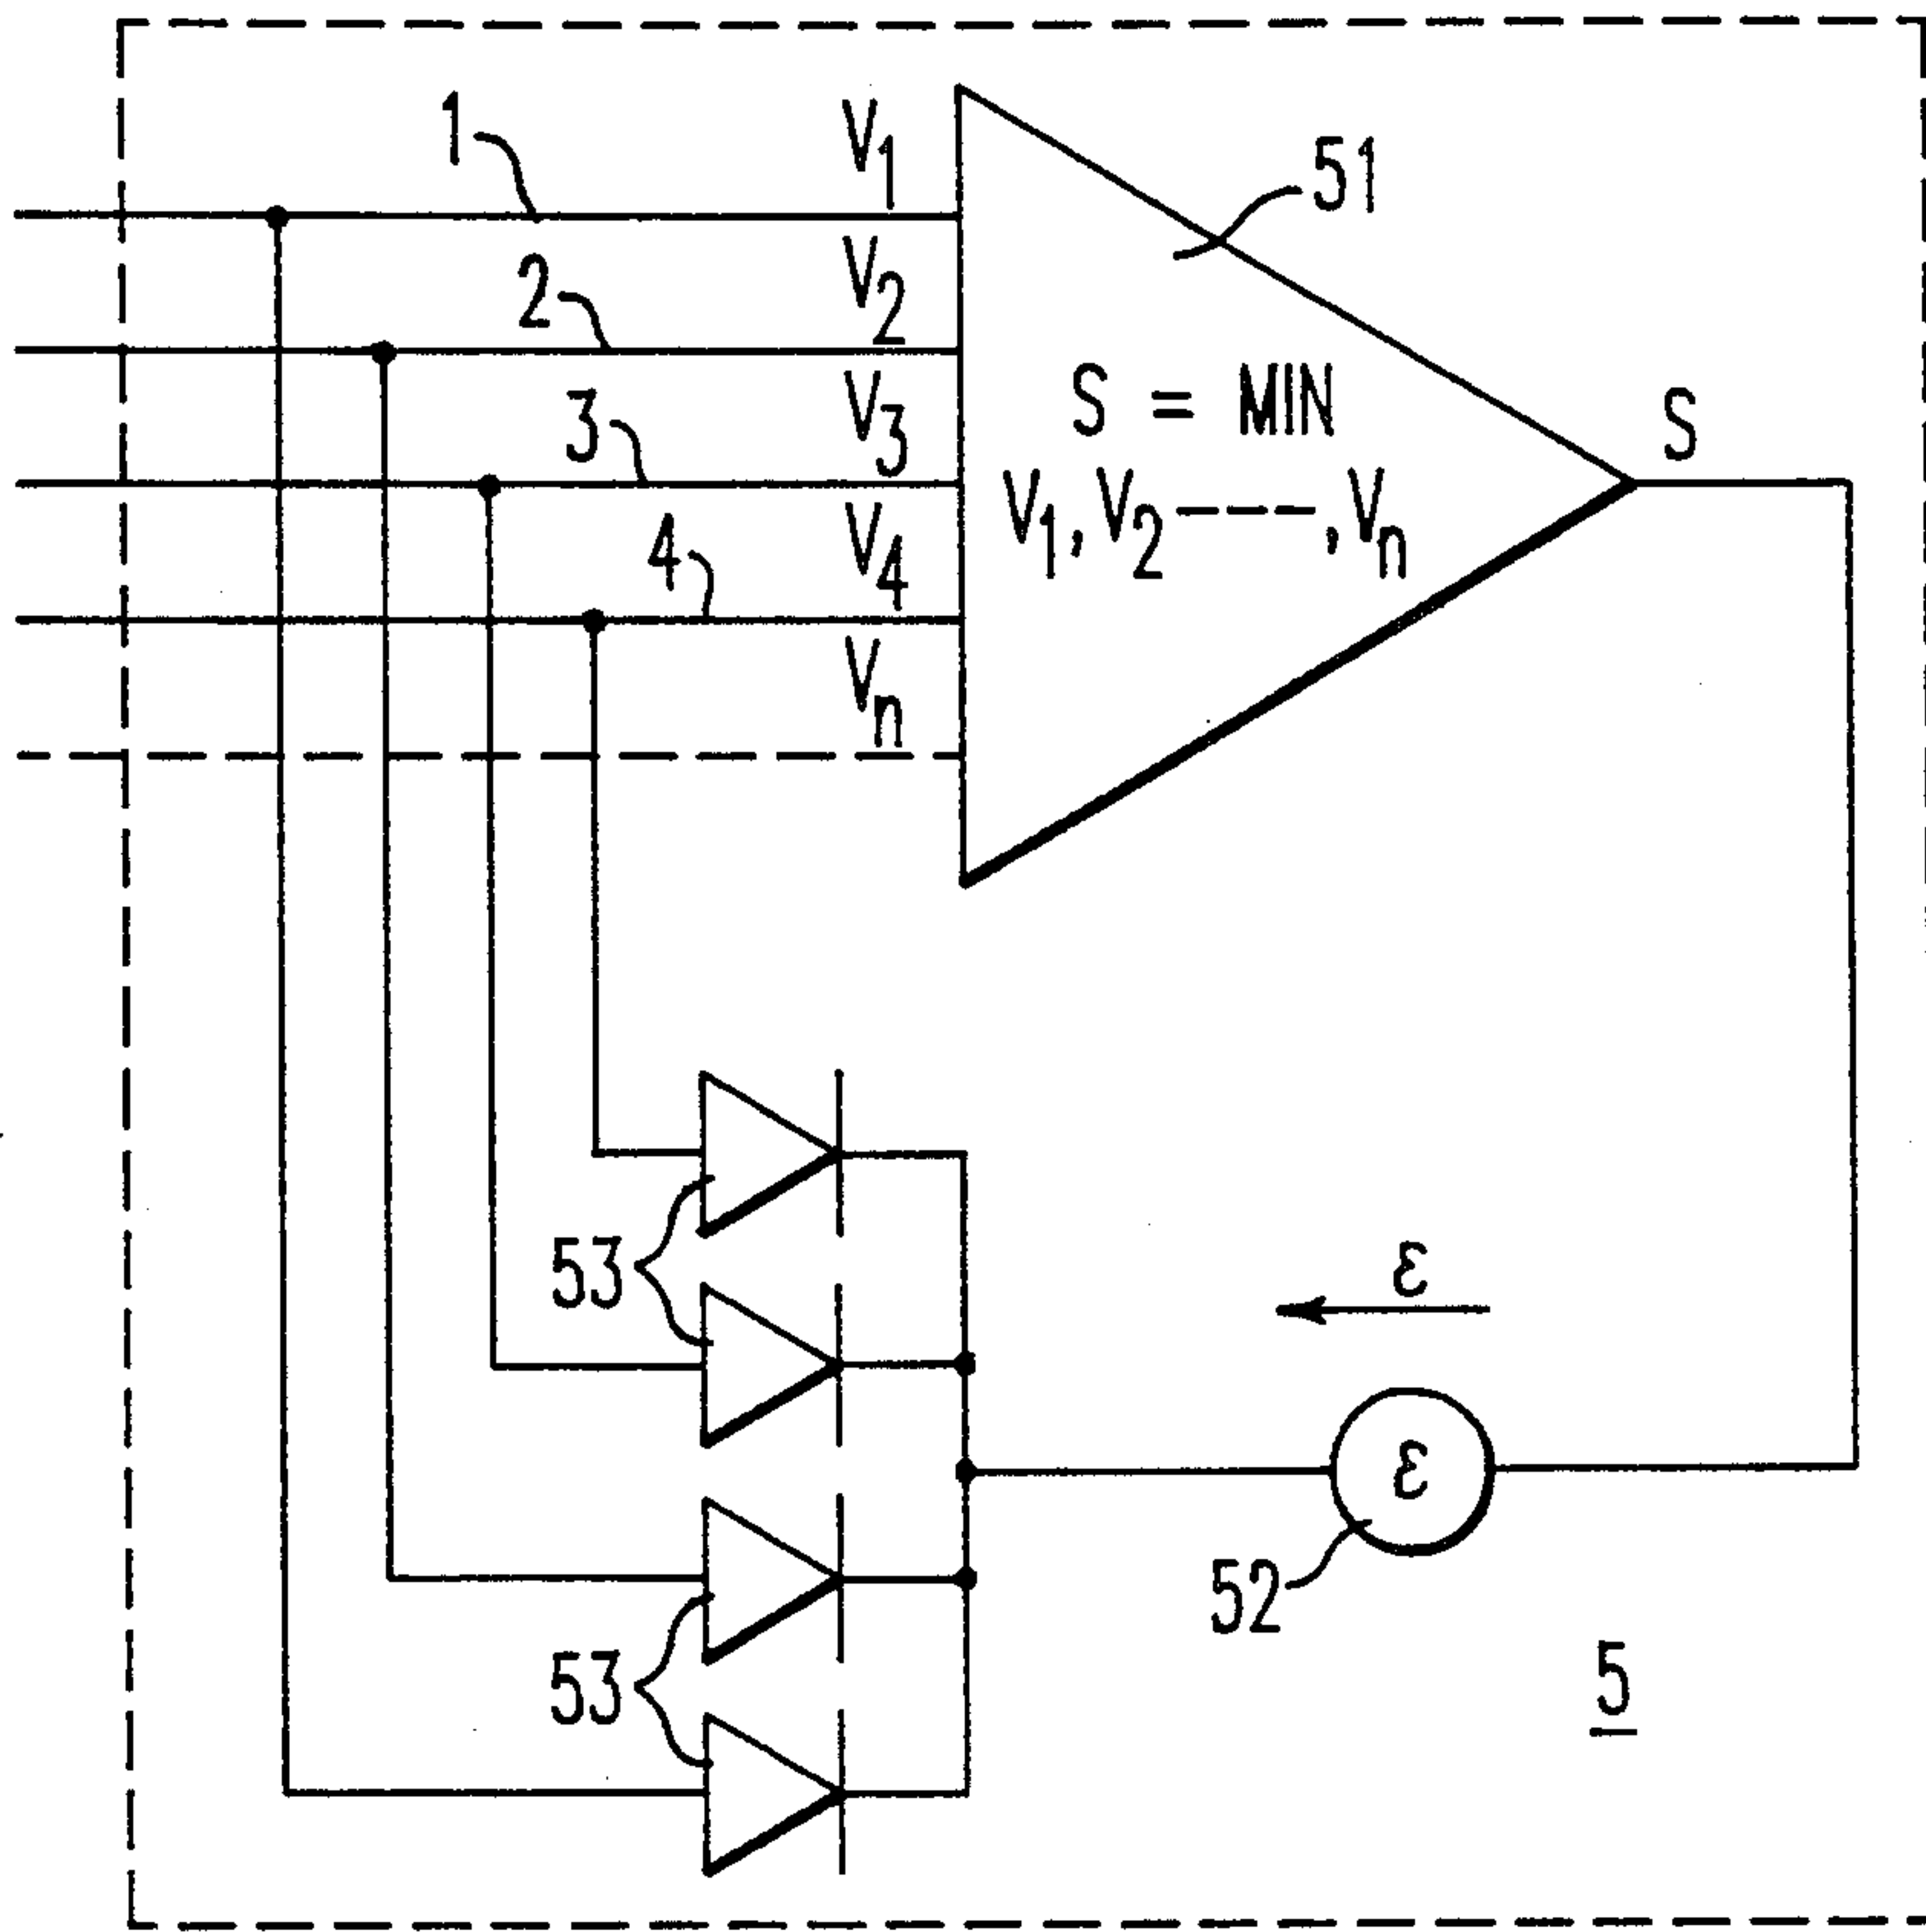 1
V1
51
2
V2
S = MIN
S
3
V3
V1, V2 ----, Vn
4
V4
Vn
53
ε
ε
52
53
5